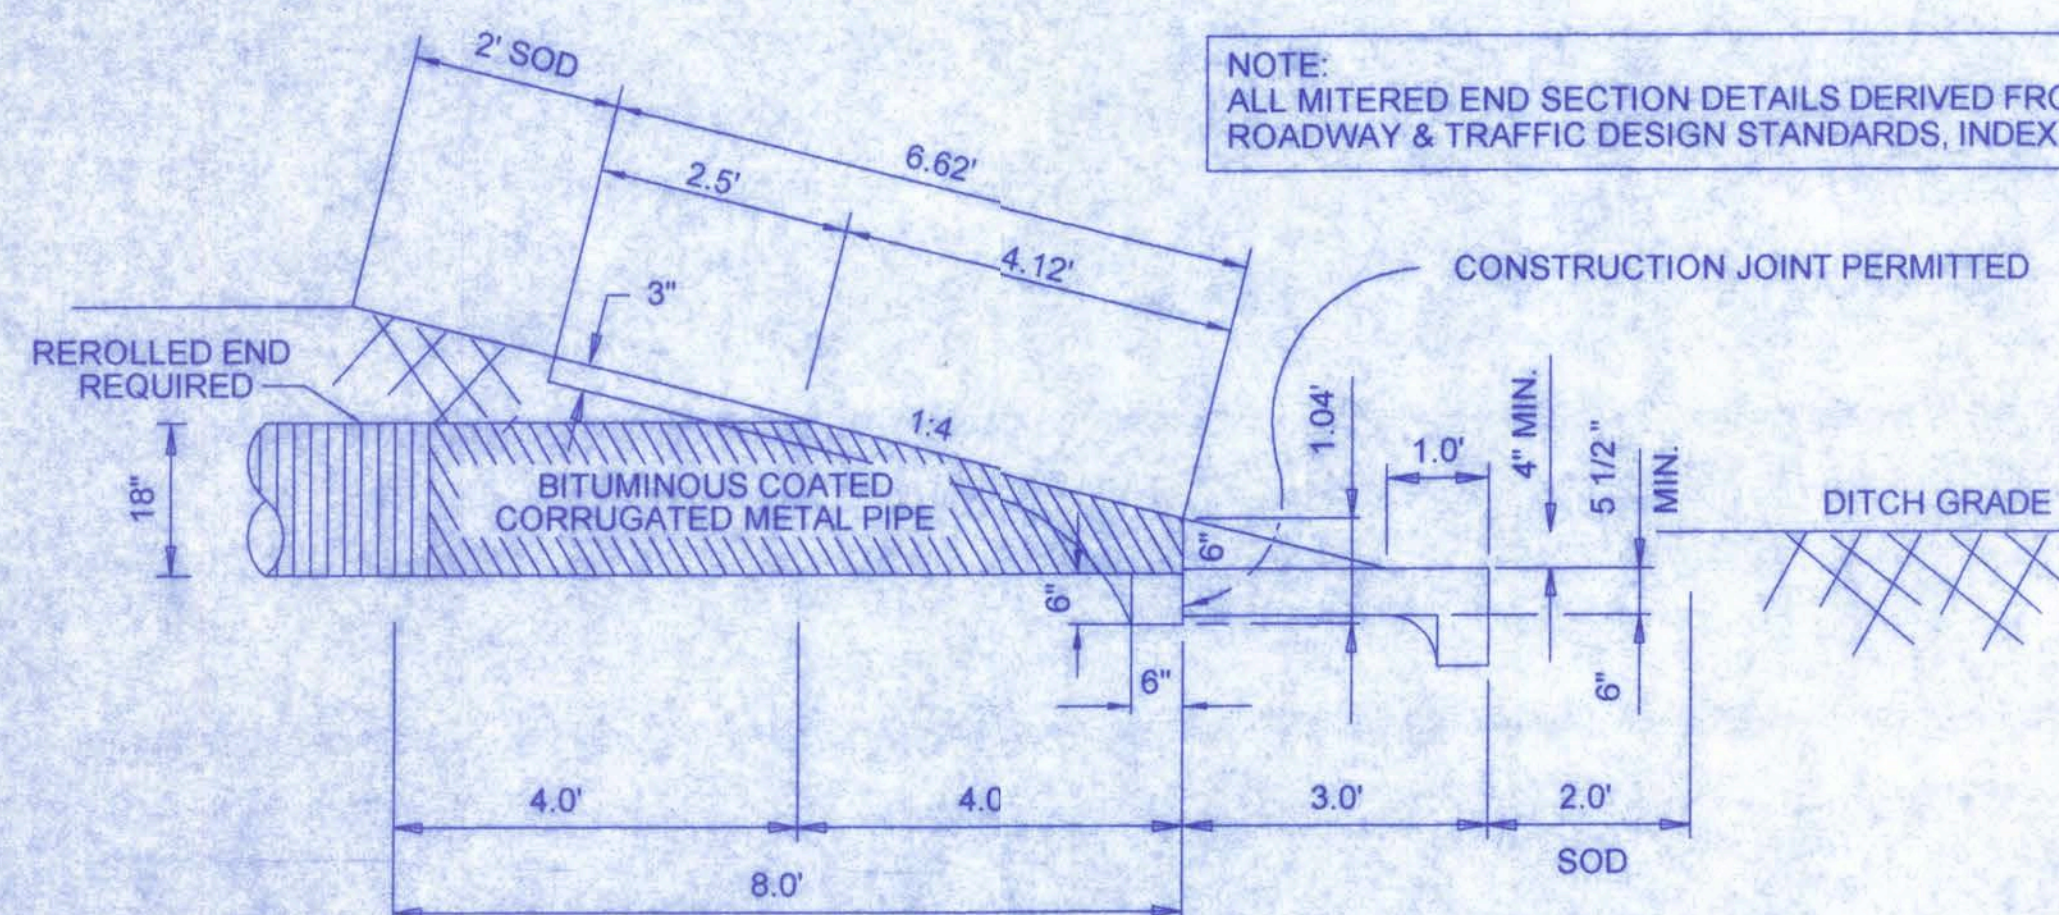 2' SOD
NOTE:
ALL MITERED END SECTION DETAILS DERIVED
ROADWAY & TRAFFIC DESIGN STANDARDS, INDEX
6.62'
2.5'
4.12'
CONSTRUCTION JOINT PERMITTED
3"
REROLLED END
REQUIRED
1:4
1.04'
4" MIN.
1.0'
5 1/2"
MIN.
18"
BITUMINOUS COATED
CORRUGATED METAL PIPE
DITCH GRADE
6"
6"
6"
6"
4.0'
4.0
3.0'
2.0'
SOD
8.0'